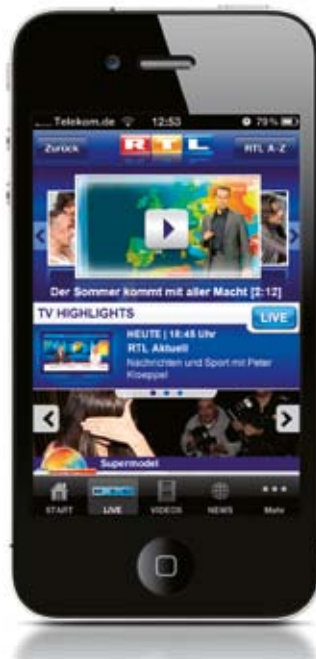 Telekom.de 12:53 79%
Zurück RTL RTL A-Z
Der Sommer kommt mit aller Macht [2:12]
TV HIGHLIGHTS LIVE
HEUTE | 18:45 Uhr
RTL Aktuell
Nachrichten und Sport mit Peter
Kloeppel
Supermodel
START LIVE VIDEOS NEWS Mehr